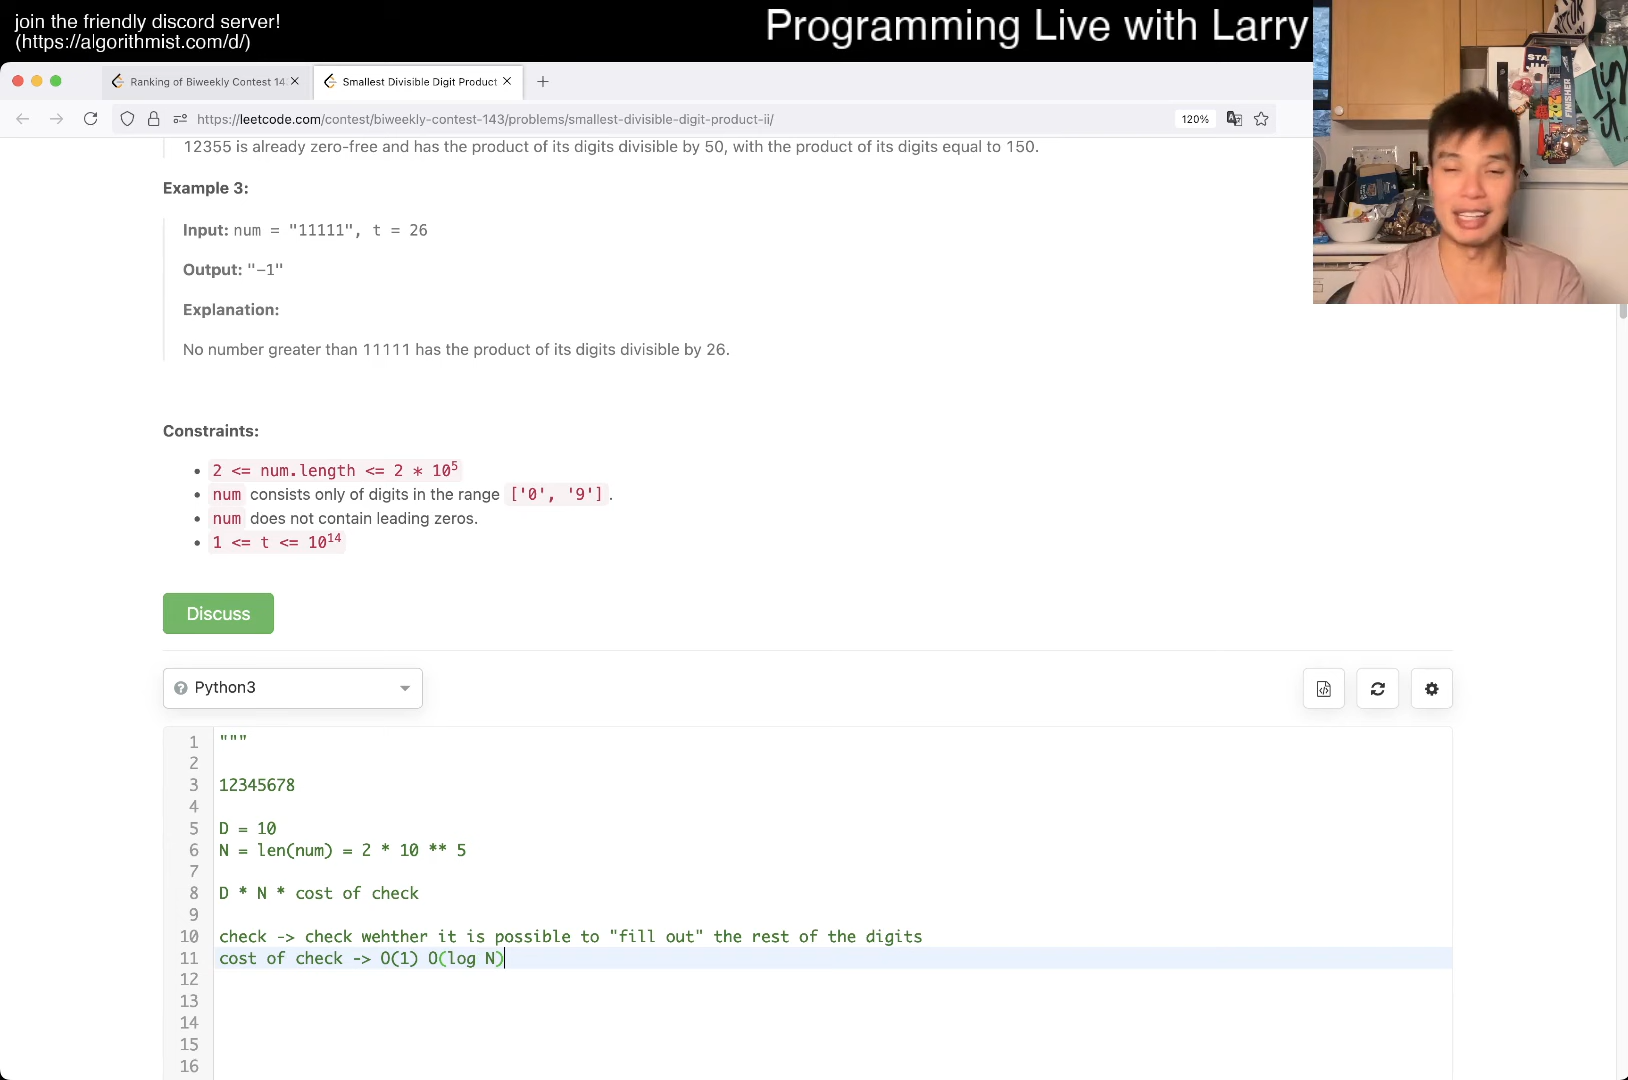 join the friendly discord server!
(https://algorithmist.com/d/)
Programming Live with Larry
Ranking of Biweekly Contest 14
Smallest Divisible Digit Product
https://leetcode.com/contest/biweekly-contest-143/problems/smallest-divisible-digit-product-ii/
120%
12355 is already zero-free and has the product of its digits divisible by 50, with the product of its digits equal to 150.
Example 3:
Input: num = "11111", t = 26
Output: "-1"
Explanation:
No number greater than 11111 has the product of its digits divisible by 26.
Constraints:
2 <= num.length <= 2 * 10^5
num consists only of digits in the range ['0', '9'].
num does not contain leading zeros.
1 <= t <= 10^14
Discuss
Python3
1 """
2
3 12345678
4
5 D = 10
6 N = len(num) = 2 * 10 ** 5
7
8 D * N * cost of check
9
10 check -> check wehther it is possible to "fill out" the rest of the digits
11 cost of check -> O(1) O(log N)
12
13
14
15
16